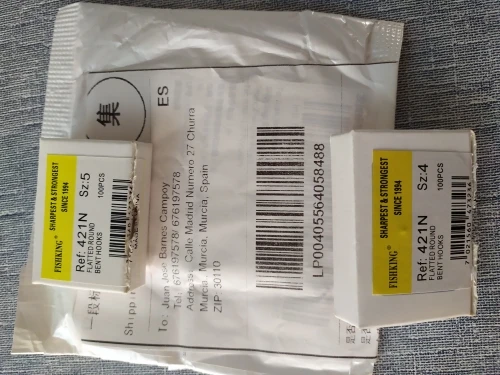 FISHKING
SHARPEST & STRONGEST
SINCE 1994
Ref: 421N Sz:5
FLATTED ROUND
BENT HOOKS
100PCS
集
ES
To: Juan Jose Barnes Campoy
Tel: 676197578/ 676197578
Address: Calle Madrid Numero 27 Churra
Murcia, Murcia, Murcia, Spain
ZIP 30110
LP00405564058488
FISHKING
SHARPEST & STRONGEST
SINCE 1994
Ref: 421N Sz:4
FLATTED ROUND
BENT HOOKS
100PCS